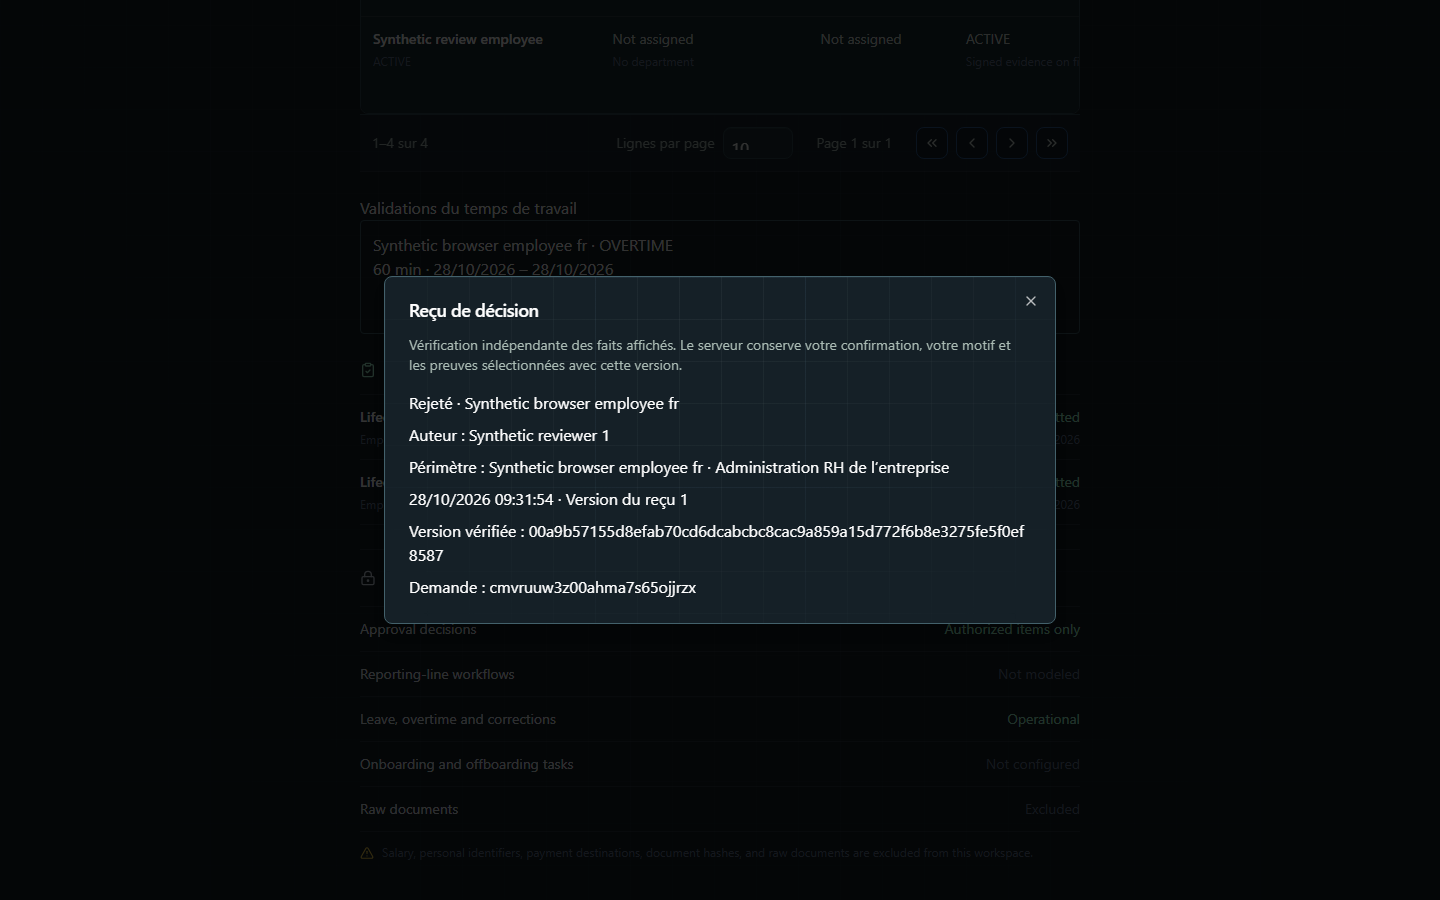 Synthetic review employee Not assigned Not assigned ACTIVE
ACTIVE No department Signed evidence on
1–4 sur 4 Lignes par page 10 Page 1 sur 1
Validations du temps de travail
Synthetic browser employee fr · OVERTIME
60 min · 28/10/2026 – 28/10/2026
Reçu de décision
Vérification indépendante des faits affichés. Le serveur conserve votre confirmation, votre motif et
les preuves sélectionnées avec cette version.
Rejeté · Synthetic browser employee fr
Auteur : Synthetic reviewer 1
Périmètre : Synthetic browser employee fr · Administration RH de l’entreprise
28/10/2026 09:31:54 · Version du reçu 1
Version vérifiée : 00a9b57155d8efab70cd6dcabcbc8cac9a859a15d772f6b8e3275fe5f0ef
8587
Demande : cmvruuw3z00ahma7s65ojjrzx
Approval decisions Authorized items only
Reporting-line workflows Not modeled
Leave, overtime and corrections Operational
Onboarding and offboarding tasks Not configured
Raw documents Excluded
Salary, personal identifiers, payment destinations, document hashes, and raw documents are excluded from this workspace.